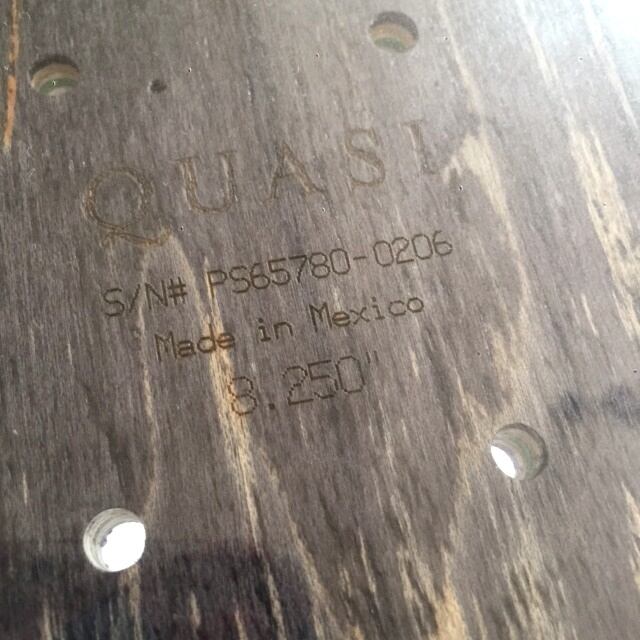 QUASI
S/N# PS65780-0206
Made in Mexico
8.250"